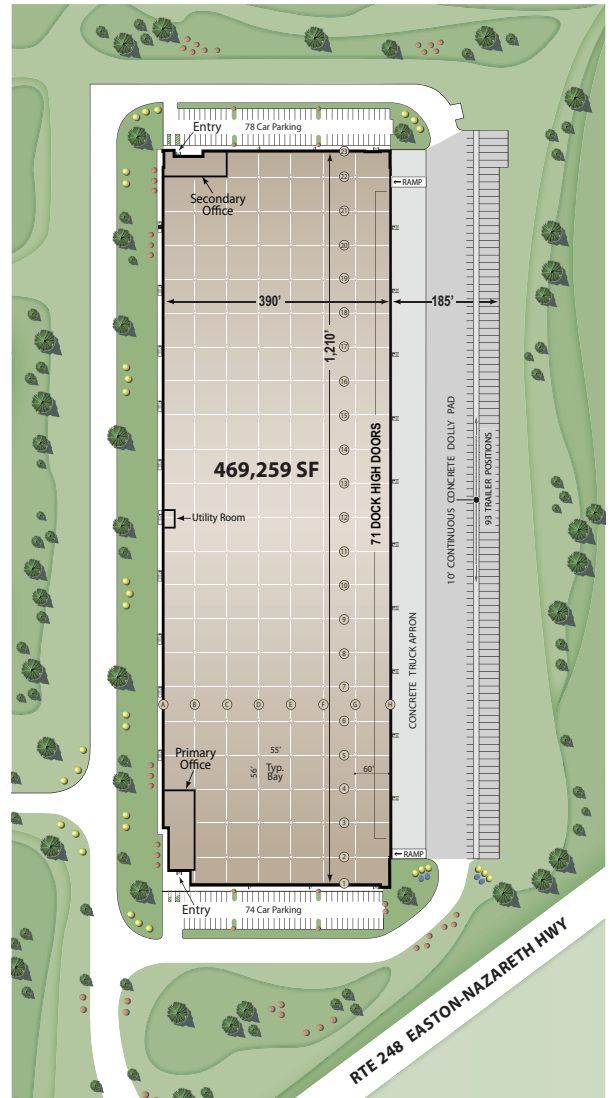 Entry
78 Car Parking
23
22
← RAMP
Secondary
Office
21
20
19
390'
185'
18
1,210'
17
16
15
14
469,259 SF
13
71 DOCK HIGH DOORS
10' CONTINUOUS CONCRETE DOLLY PAD
93 TRAILER POSITIONS
12
Utility Room
11
10
9
8
CONCRETE TRUCK APRON
7
A B C D E F G H
6
Primary
Office
55'
5
56'
Typ.
Bay
60'
4
3
2
← RAMP
1
Entry
74 Car Parking
RTE 248 EASTON-NAZARETH HWY